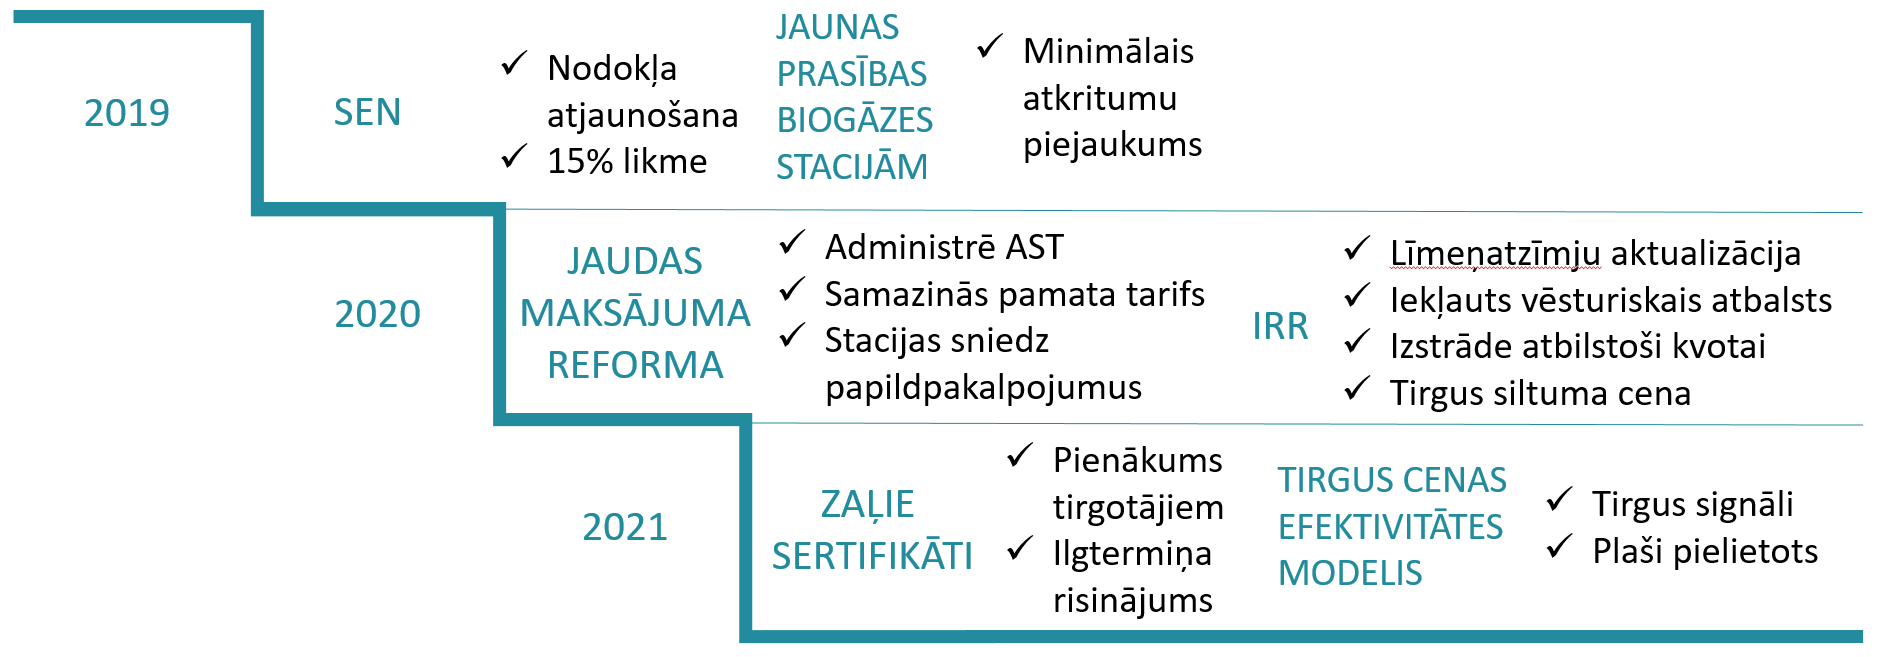 2019
SEN
Nodokļa
atjaunošana
15% likme
JAUNAS
PRASĪBAS
BIOGĀZES
STACIJĀM
Minimālais
atkritumu
piejaukums
2020
JAUDAS
MAKSĀJUMA
REFORMA
Administrē AST
Samazinās pamata tarifs
Stacijas sniedz
papildpakalpojumus
IRR
Līmeņatzīmju aktualizācija
Iekļauts vēsturiskais atbalsts
Izstrāde atbilstoši kvotai
Tirgus siltuma cena
2021
ZAĻIE
SERTIFIKĀTI
Pienākums
tirgotājiem
Ilgtermiņa
risinājums
TIRGUS CENAS
EFEKTIVITĀTES
MODELIS
Tirgus signāli
Plaši pielietots